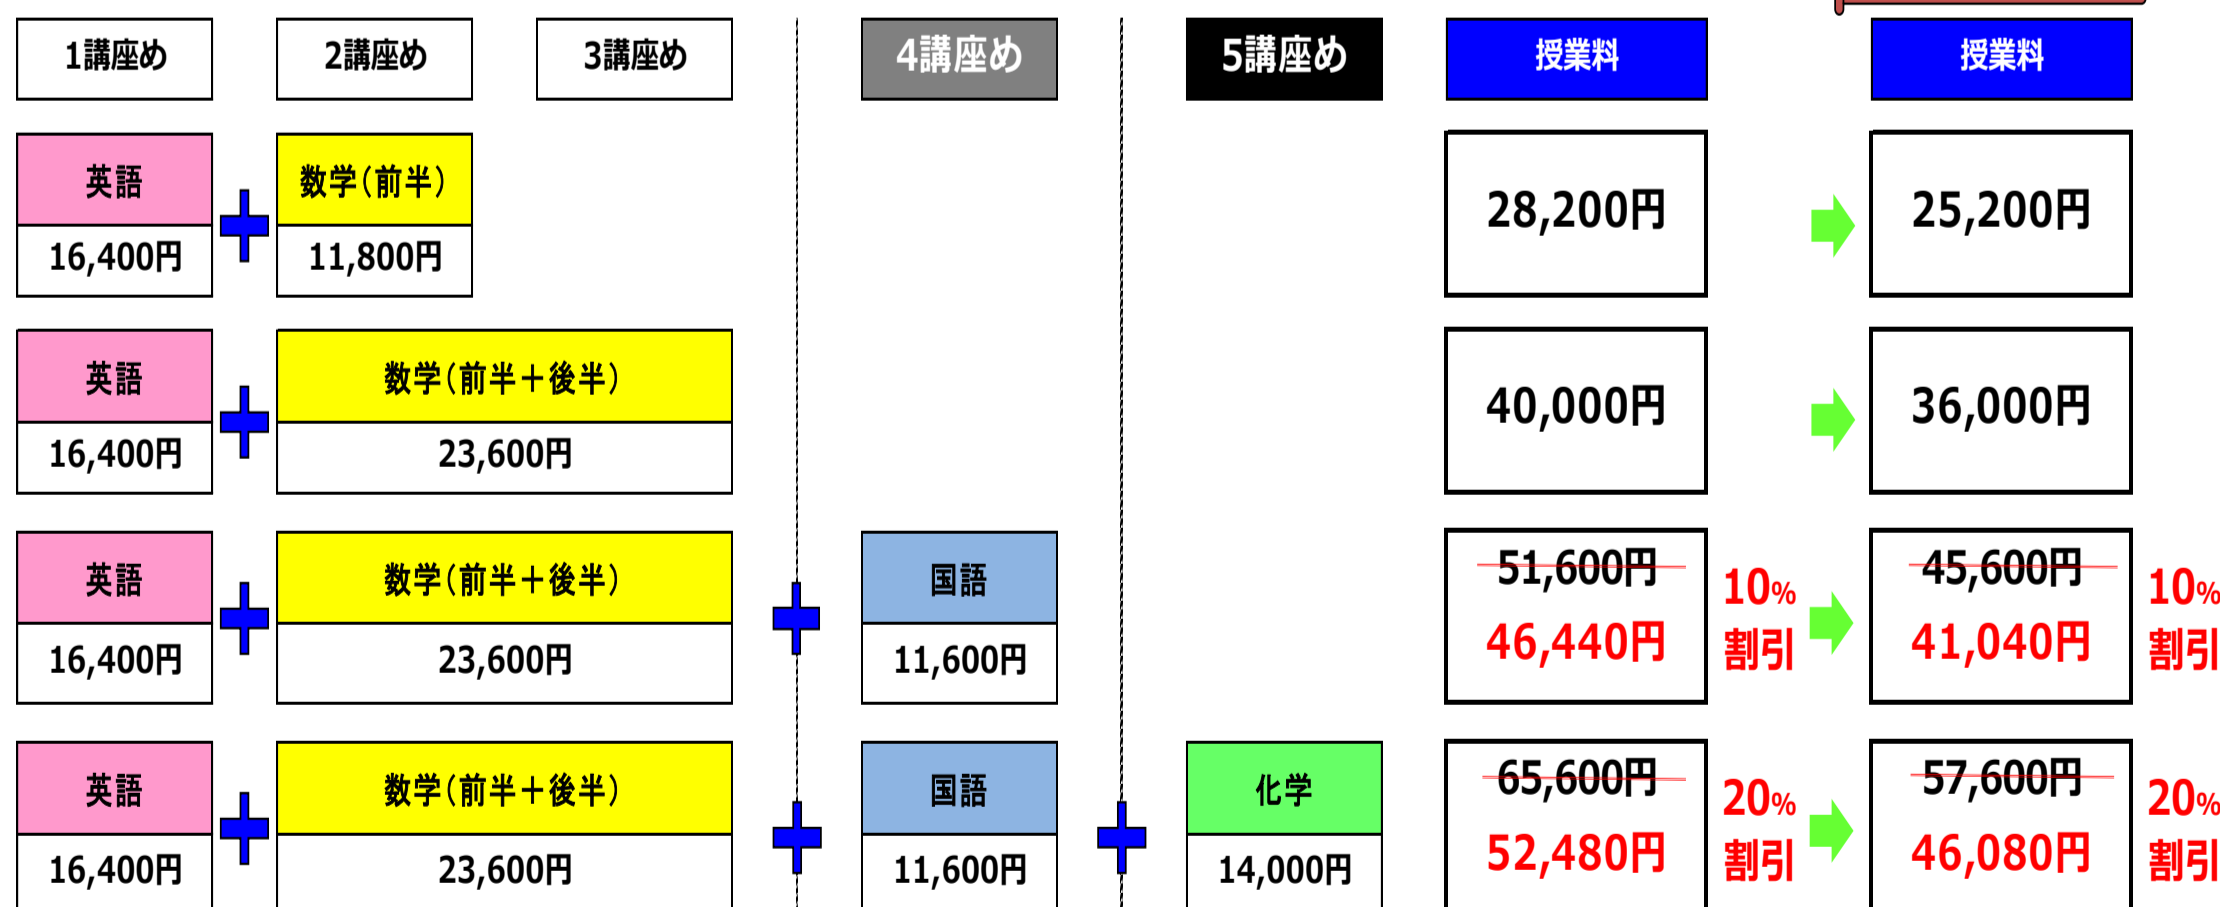 1講座め 2講座め 3講座め 4講座め 5講座め 授業料 授業料
英語 数学(前半)
16,400円 11,800円 28,200円 25,200円
英語 数学(前半+後半)
16,400円 23,600円 40,000円 36,000円
英語 数学(前半+後半) 国語
16,400円 23,600円 11,600円
51,600円
46,440円
10%
割引
45,600円
41,040円
10%
割引
英語 数学(前半+後半) 国語 化学
16,400円 23,600円 11,600円 14,000円
65,600円
52,480円
20%
割引
57,600円
46,080円
20%
割引